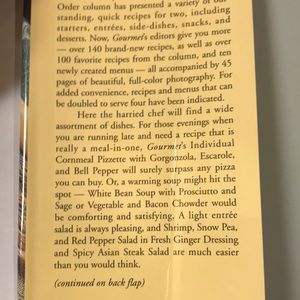 Order column has presented a variety of out-
standing, quick recipes for two, including
starters, entrées, side-dishes, snacks, and
desserts. Now, Gourmet's editors give you more
— over 140 brand-new recipes, as well as over
100 favorite recipes from the column, and ten
newly created menus — all accompanied by 45
pages of beautiful, full-color photography. For
added convenience, recipes and menus that can
be doubled to serve four have been indicated.
Here the harried chef will find a wide
assortment of dishes. For those evenings when
you are running late and need a recipe that is
really a meal-in-one, Gourmet's Individual
Cornmeal Pizzette with Gorgonzola, Escarole,
and Bell Pepper will surely surpass any pizza
you can buy. Or, a warming soup might hit the
spot — White Bean Soup with Prosciutto and
Sage or Vegetable and Bacon Chowder would
be comforting and satisfying. A light entrée
salad is always pleasing, and Shrimp, Snow Pea,
and Red Pepper Salad in Fresh Ginger Dressing
and Spicy Asian Steak Salad are much easier
than you would think.
(continued on back flap)